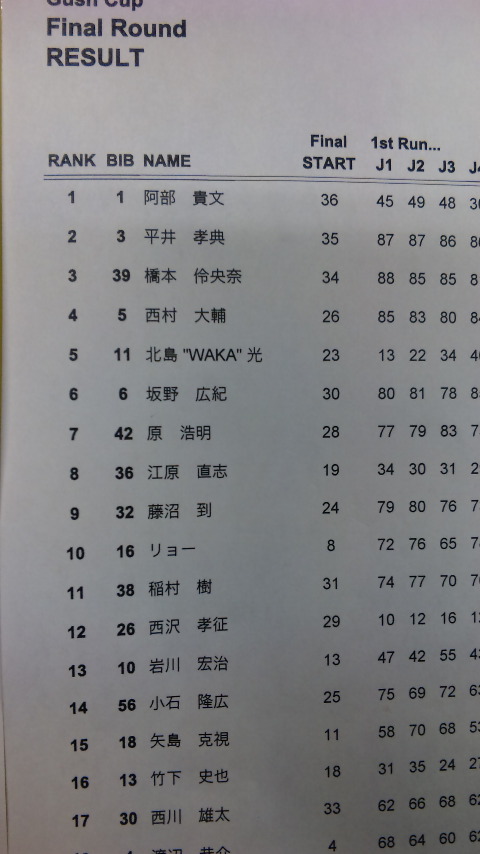 Gush Cup
Final Round
RESULT
Final 1st Run...
RANK BIB NAME START J1 J2 J3
1 1 阿部 貴文 36 45 49 48
2 3 平井 孝典 35 87 87 86
3 39 橋本 伶央奈 34 88 85 85
4 5 西村 大輔 26 85 83 80
5 11 北島 "WAKA" 光 23 13 22 34
6 6 坂野 広紀 30 80 81 78
7 42 原 浩明 28 77 79 83
8 36 江原 直志 19 34 30 31
9 32 藤沼 到 24 79 80 76
10 16 リョー 8 72 76 65
11 38 稲村 樹 31 74 77 70
12 26 西沢 孝征 29 10 12 16
13 10 岩川 宏治 13 47 42 55
14 56 小石 隆広 25 75 69 72
15 18 矢島 克視 11 58 70 68
16 13 竹下 史也 18 31 35 24
17 30 西川 雄太 33 62 66 68
渡辺 恭介 4 68 64 60